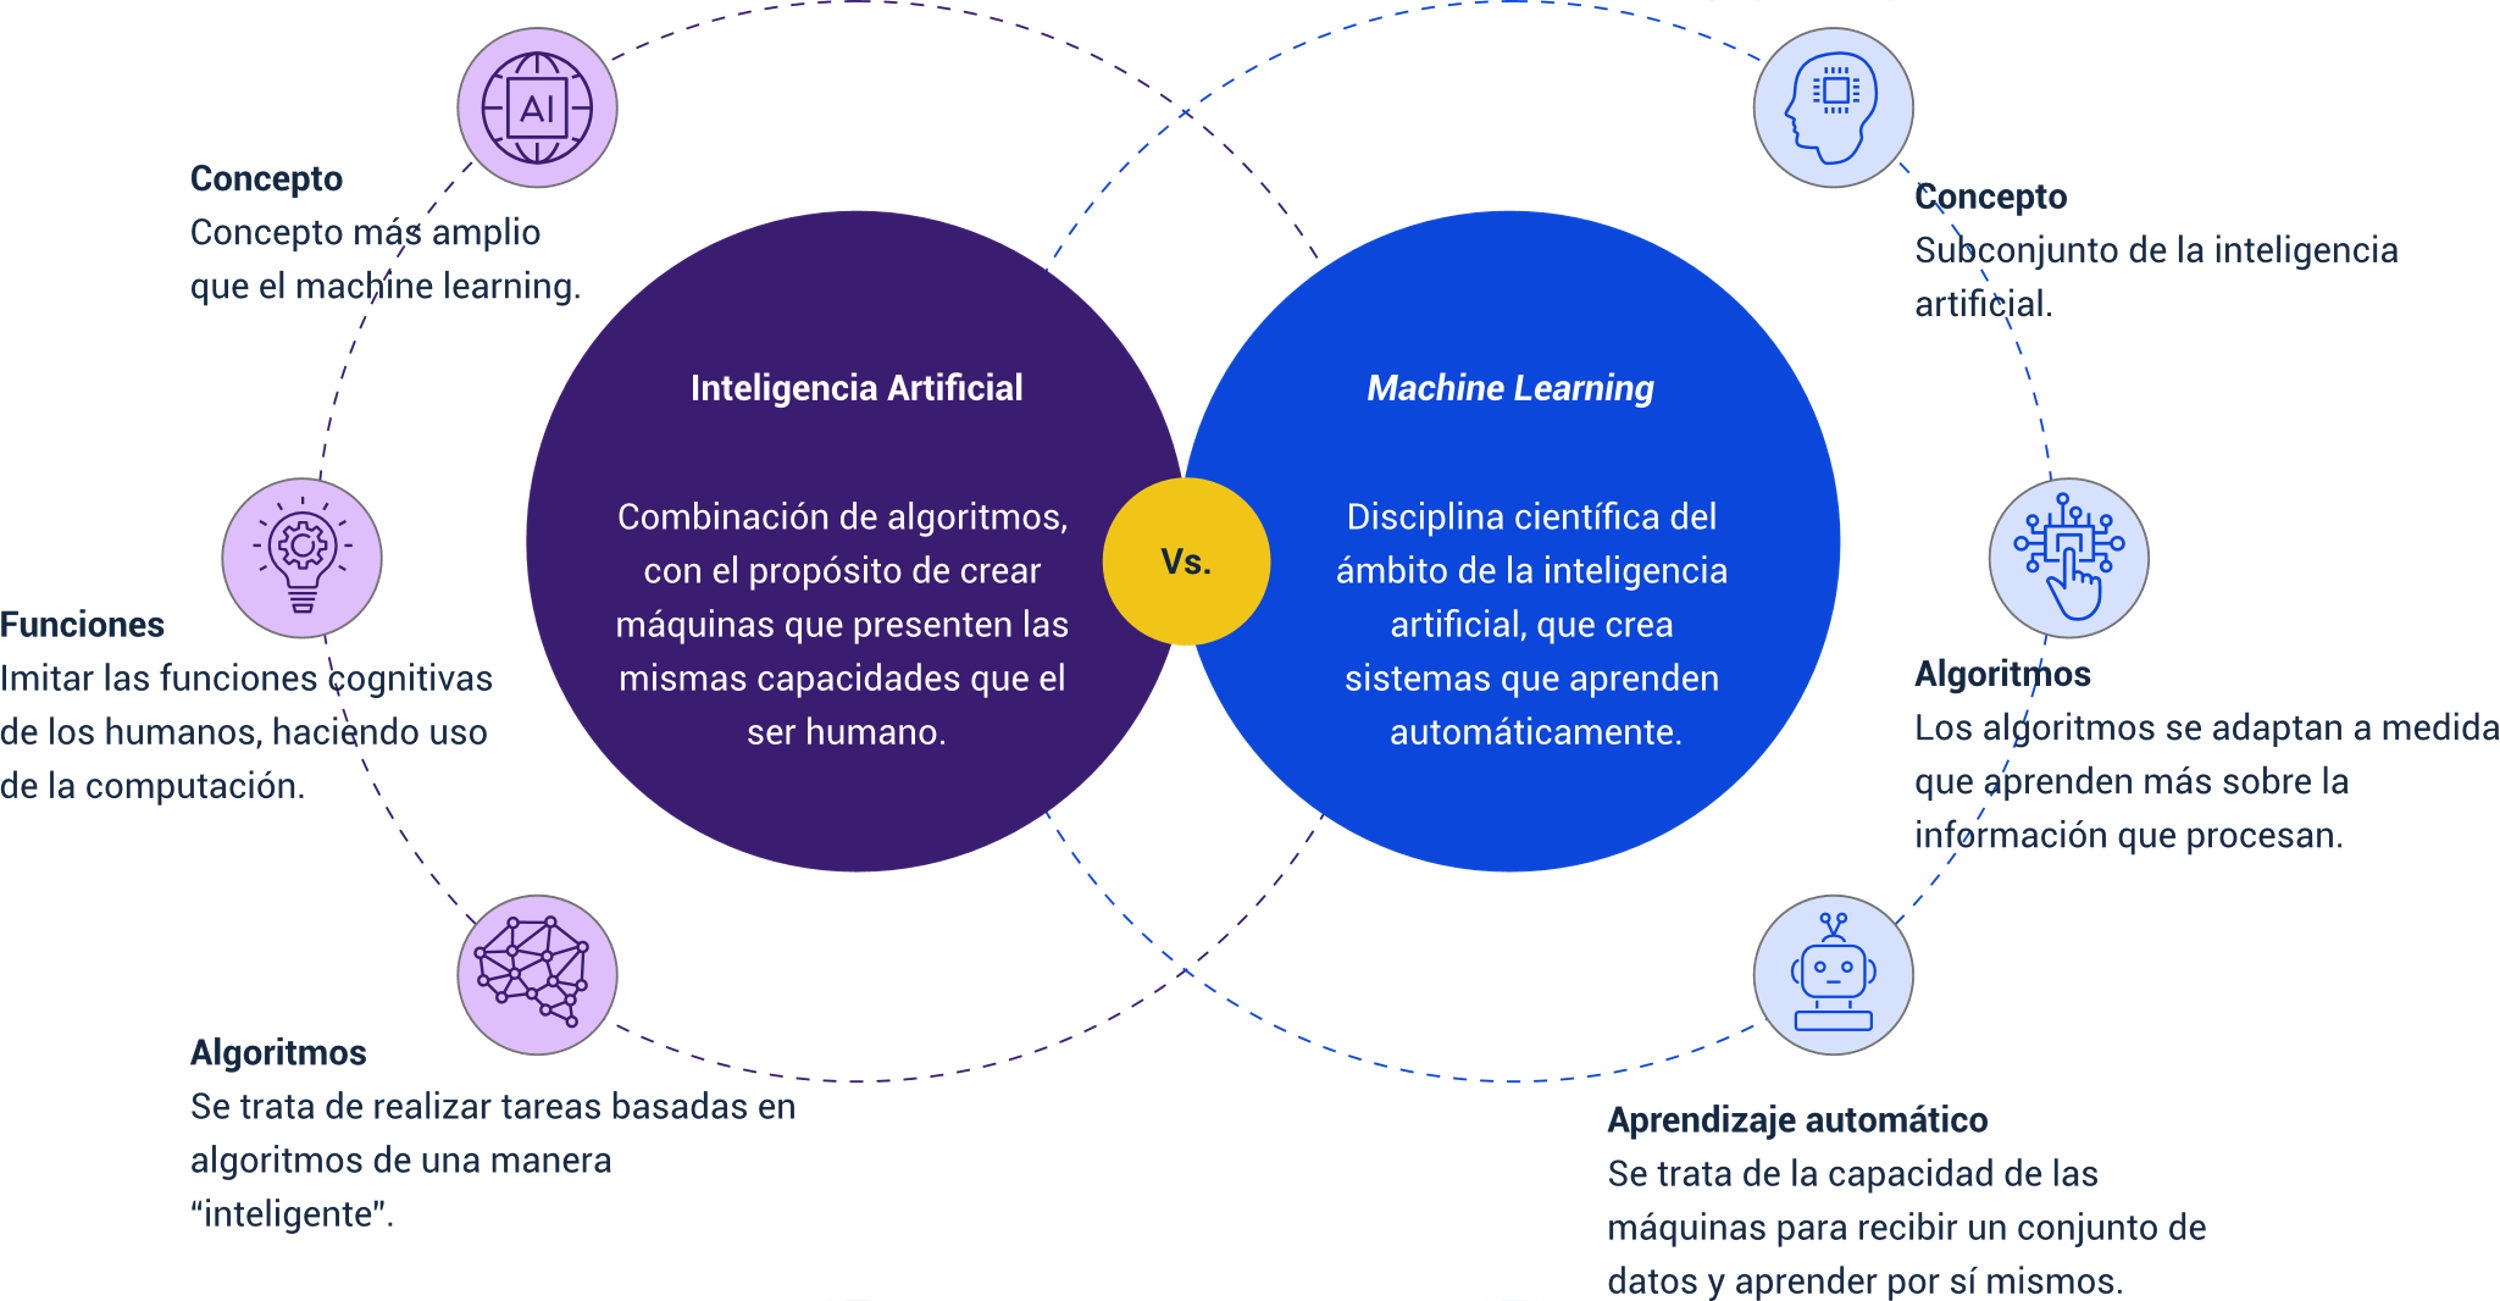 AI
Concepto
Concepto más amplio
que el machine learning.
Funciones
Imitar las funciones cognitivas
de los humanos, haciendo uso
de la computación.
Algoritmos
Se trata de realizar tareas basadas en
algoritmos de una manera
“inteligente”.
Inteligencia Artificial
Combinación de algoritmos,
con el propósito de crear
máquinas que presenten las
mismas capacidades que el
ser humano.
Vs.
Machine Learning
Disciplina científica del
ámbito de la inteligencia
artificial, que crea
sistemas que aprenden
automáticamente.
Concepto
Subconjunto de la inteligencia
artificial.
Algoritmos
Los algoritmos se adaptan a medida
que aprenden más sobre la
información que procesan.
Aprendizaje automático
Se trata de la capacidad de las
máquinas para recibir un conjunto de
datos y aprender por sí mismos.